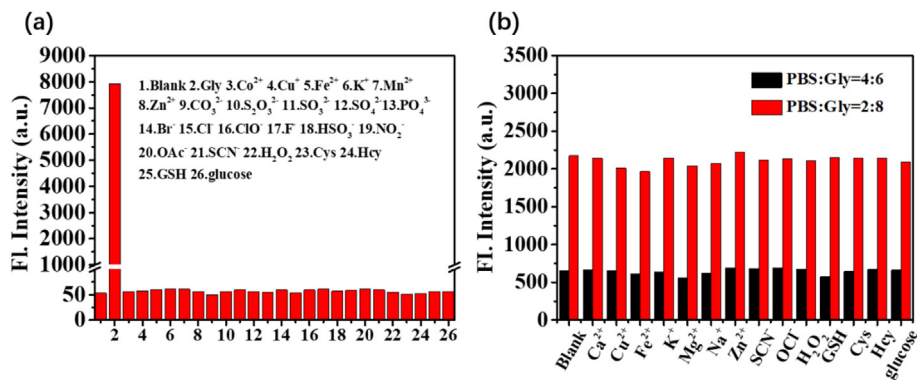 (a)
9000
8000
7000
6000
5000
4000
3000
2000
1000
50
0
Fl. Intensity (a.u.)
1.Blank 2.Gly 3.Co²⁺ 4.Cu⁺ 5.Fe²⁺ 6.K⁺ 7.Mn²⁺
8.Zn²⁺ 9.CO₃²⁻ 10.S₂O₃²⁻ 11.SO₃²⁻ 12.SO₄²⁻13.PO₄³⁻
14.Br⁻ 15.Cl⁻ 16.ClO⁻ 17.F⁻ 18.HSO₃⁻ 19.NO₂⁻
20.OAc⁻ 21.SCN⁻ 22.H₂O₂ 23.Cys 24.Hcy
25.GSH 26.glucose
2 4 6 8 10 12 14 16 18 20 22 24 26
(b)
3500
3000
2500
2000
1500
1000
500
0
FI. Intensity (a.u.)
PBS:Gly=4:6
PBS:Gly=2:8
Blank
Ca²⁺
Cu²⁺
Fe²⁺
K⁺
Mg²⁺
Na⁺
Zn²⁺
SCN⁻
OCl⁻
H₂O₂
GSH
Cys
Hcy
glucose